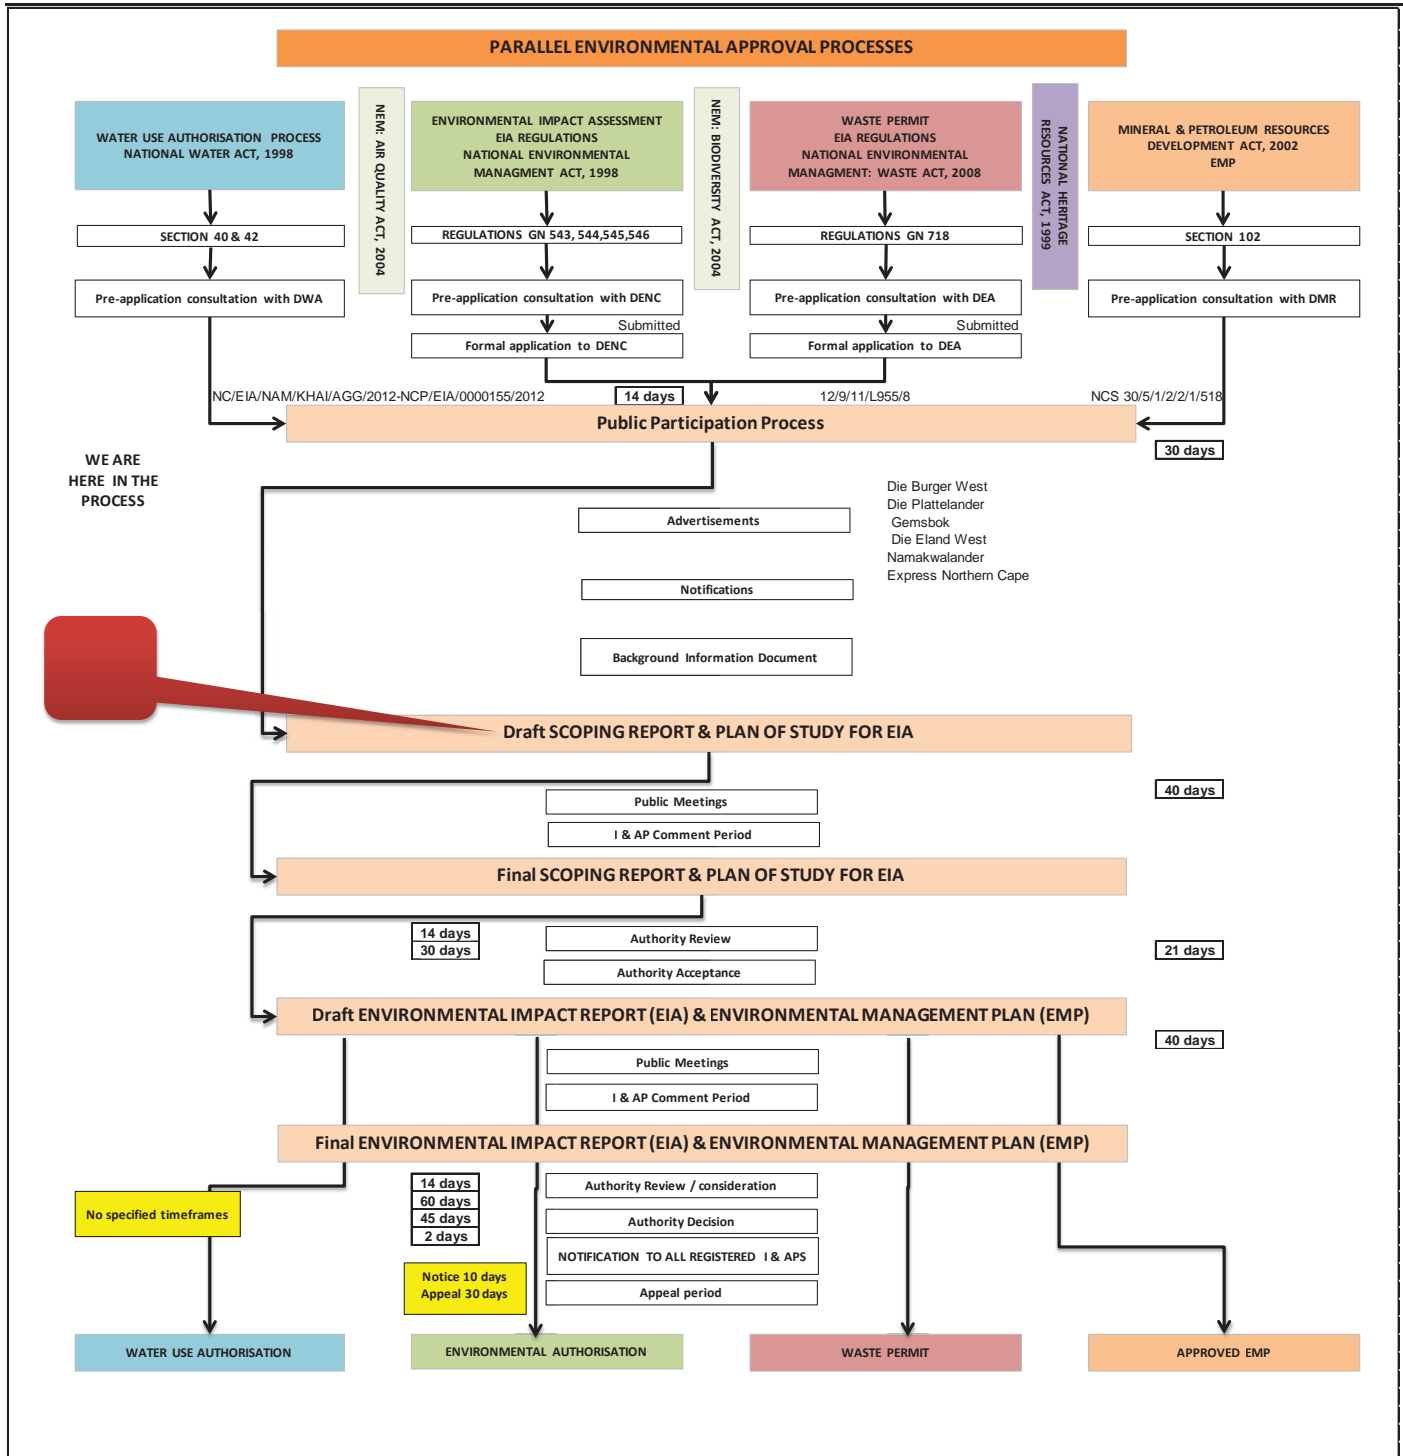 PARALLEL ENVIRONMENTAL APPROVAL PROCESSES
WATER USE AUTHORISATION PROCESS
NATIONAL WATER ACT, 1998
NEM: AIR QUALITY ACT, 2004
ENVIRONMENTAL IMPACT ASSESSMENT
EIA REGULATIONS
NATIONAL ENVIRONMENTAL
MANAGMENT ACT, 1998
NEM: BIODIVERSITY ACT, 2004
WASTE PERMIT
EIA REGULATIONS
NATIONAL ENVIRONMENTAL
MANAGMENT: WASTE ACT, 2008
NATIONAL HERITAGE
RESOURCES ACT, 1999
MINERAL & PETROLEUM RESOURCES
DEVELOPMENT ACT, 2002
EMP
SECTION 40 & 42
REGULATIONS GN 543, 544,545,546
REGULATIONS GN 718
SECTION 102
Pre-application consultation with DWA
Pre-application consultation with DENC
Pre-application consultation with DEA
Pre-application consultation with DMR
Submitted
Submitted
Formal application to DENC
Formal application to DEA
NC/EIA/NAM/KHAI/AGG/2012-NCP/EIA/0000155/2012
14 days
12/9/11/L955/8
NCS 30/5/1/2/2/1/518
Public Participation Process
30 days
WE ARE
HERE IN THE
PROCESS
Die Burger West
Die Plattelander
Gemsbok
Die Eland West
Namakwalander
Express Northern Cape
Advertisements
Notifications
Background Information Document
Draft SCOPING REPORT & PLAN OF STUDY FOR EIA
40 days
Public Meetings
I & AP Comment Period
Final SCOPING REPORT & PLAN OF STUDY FOR EIA
14 days
30 days
Authority Review
21 days
Authority Acceptance
Draft ENVIRONMENTAL IMPACT REPORT (EIA) & ENVIRONMENTAL MANAGEMENT PLAN (EMP)
40 days
Public Meetings
I & AP Comment Period
Final ENVIRONMENTAL IMPACT REPORT (EIA) & ENVIRONMENTAL MANAGEMENT PLAN (EMP)
No specified timeframes
14 days
60 days
45 days
2 days
Authority Review / consideration
Authority Decision
NOTIFICATION TO ALL REGISTERED I & APS
Notice 10 days
Appeal 30 days
Appeal period
WATER USE AUTHORISATION
ENVIRONMENTAL AUTHORISATION
WASTE PERMIT
APPROVED EMP